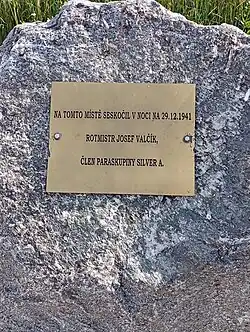 NA TOMTO MÍSTĚ SESKOČIL V NOCI NA 29.12.1941
ROTMISTR JOSEF VALČÍK,
ČLEN PARASKUPINY SILVER A.